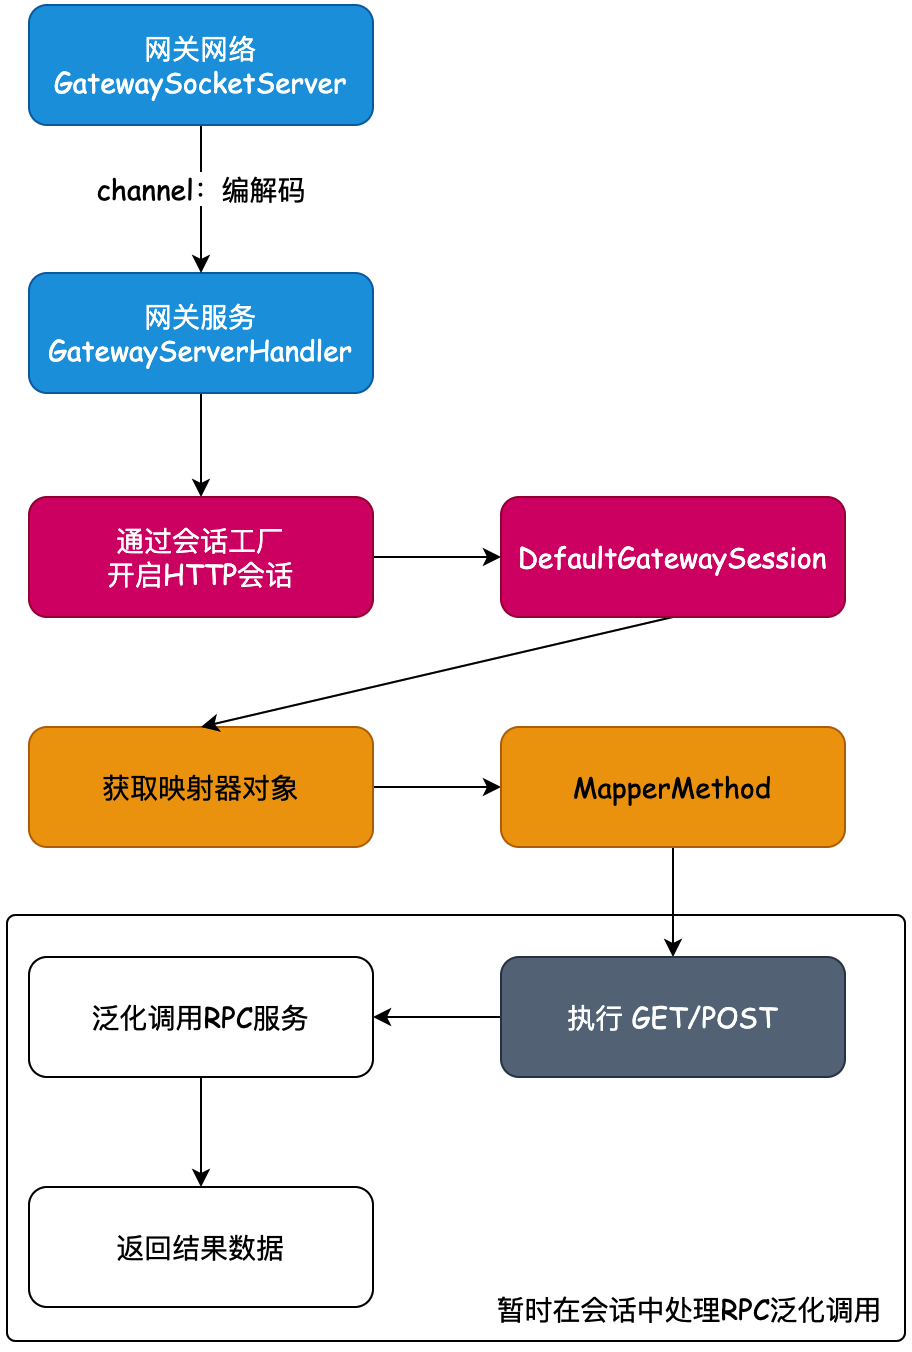 网关网络
GatewaySocketServer
channel：编解码
网关服务
GatewayServerHandler
通过会话工厂
开启HTTP会话
DefaultGatewaySession
获取映射器对象
MapperMethod
泛化调用RPC服务
执行 GET/POST
返回结果数据
暂时在会话中处理RPC泛化调用